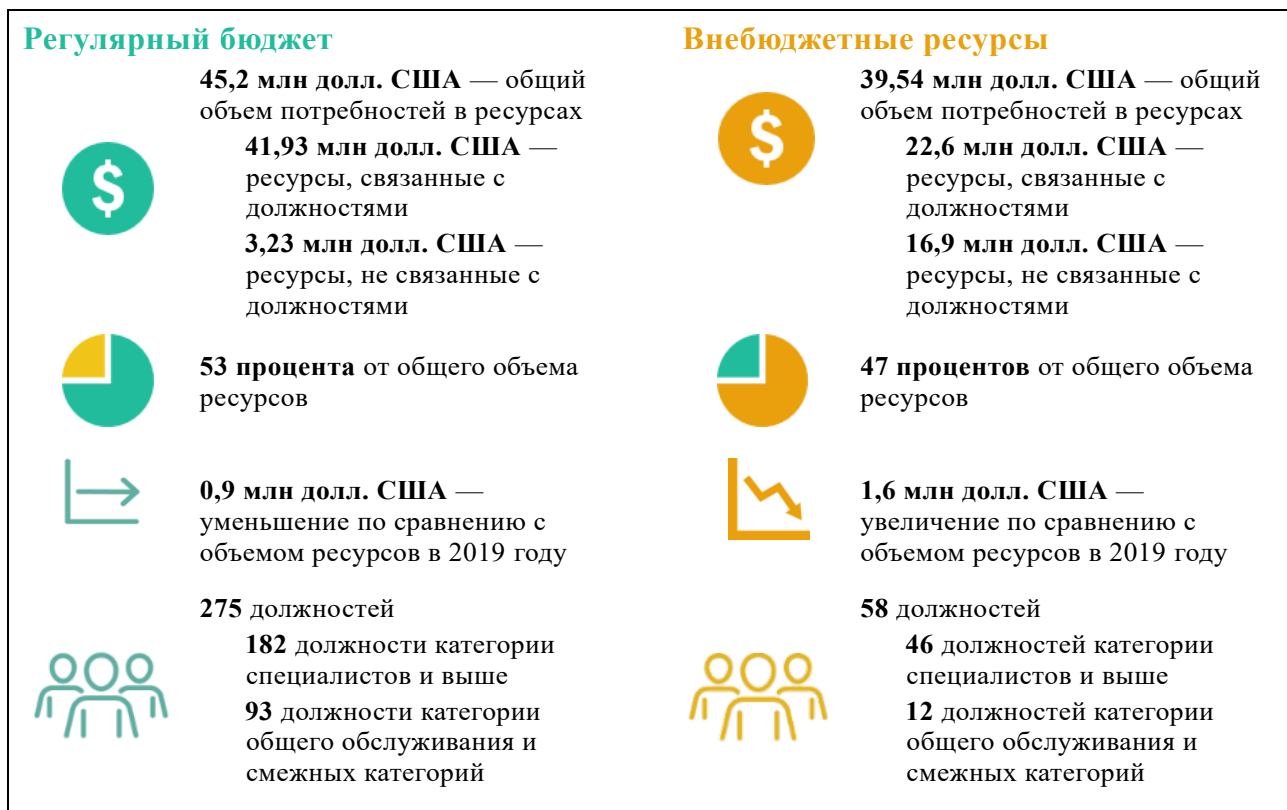 Регулярный бюджет
45,2 млн долл. США — общий
объем потребностей в ресурсах
41,93 млн долл. США —
ресурсы, связанные с
должностями
3,23 млн долл. США —
ресурсы, не связанные с
должностями
53 процента от общего объема
ресурсов
0,9 млн долл. США —
уменьшение по сравнению с
объемом ресурсов в 2019 году
275 должностей
182 должности категории
специалистов и выше
93 должности категории
общего обслуживания и
смежных категорий
Внебюджетные ресурсы
39,54 млн долл. США — общий
объем потребностей в ресурсах
22,6 млн долл. США —
ресурсы, связанные с
должностями
16,9 млн долл. США —
ресурсы, не связанные с
должностями
47 процентов от общего объема
ресурсов
1,6 млн долл. США —
увеличение по сравнению с
объемом ресурсов в 2019 году
58 должностей
46 должностей категории
специалистов и выше
12 должностей категории
общего обслуживания и
смежных категорий